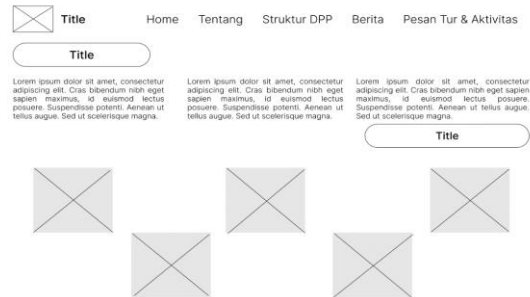 Title
Home Tentang Struktur DPP Berita Pesan Tur & Aktivitas
Title
Lorem ipsum dolor sit amet, consectetur
adipiscing elit. Cras bibendum nibh eget
sapien maximus, id euismod lectus
posuere. Suspendisse potenti. Aenean ut
tellus augue. Sed ut scelerisque magna.
Lorem ipsum dolor sit amet, consectetur
adipiscing elit. Cras bibendum nibh eget
sapien maximus, id euismod lectus
posuere. Suspendisse potenti. Aenean ut
tellus augue. Sed ut scelerisque magna.
Lorem ipsum dolor sit amet, consectetur
adipiscing elit. Cras bibendum nibh eget sapien
maximus, id euismod lectus posuere.
Suspendisse potenti. Aenean ut tellus augue.
Sed ut scelerisque magna.
Title